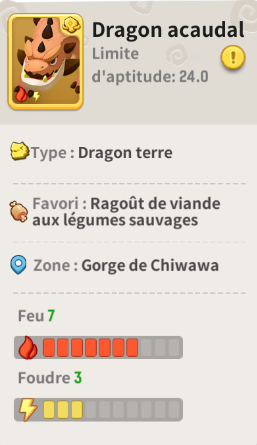 Dragon acaudal
Limite
d'aptitude: 24.0
Type : Dragon terre
Favori : Ragoût de viande
aux légumes sauvages
Zone : Gorge de Chiwawa
Feu 7
Foudre 3